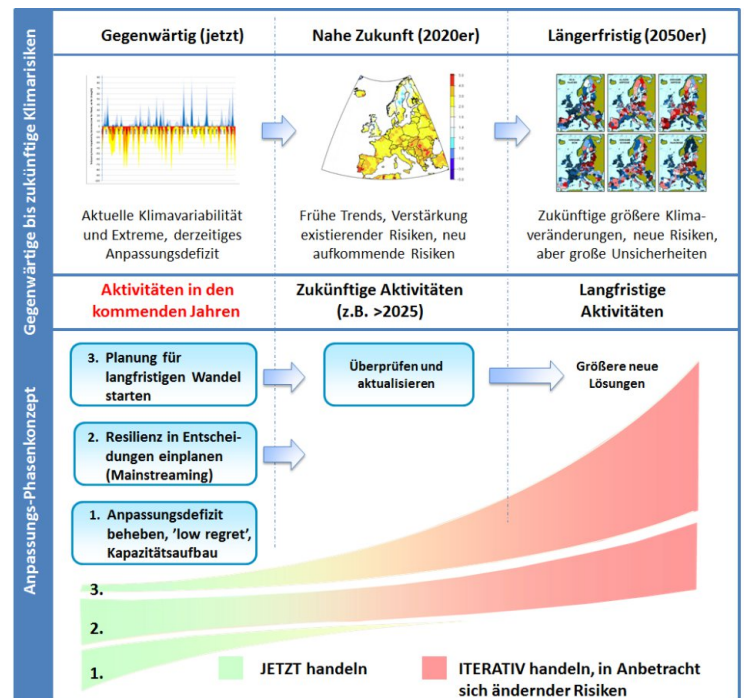 Gegenwärtige bis zukünftige Klimarisiken
Gegenwärtig (jetzt)
Nahe Zukunft (2020er)
Längerfristig (2050er)
Aktuelle Klimavariabilität
und Extreme, derzeitiges
Anpassungsdefizit
Frühe Trends, Verstärkung
existierender Risiken, neu
aufkommende Risiken
Zukünftige größere Klima-
veränderungen, neue Risiken,
aber große Unsicherheiten
Anpassungs-Phasenkonzept
Aktivitäten in den
kommenden Jahren
Zukünftige Aktivitäten
(z.B. >2025)
Langfristige
Aktivitäten
3. Planung für
langfristigen Wandel
starten
Überprüfen und
aktualisieren
Größere neue
Lösungen
2. Resilienz in Entschei-
dungen einplanen
(Mainstreaming)
1. Anpassungsdefizit
beheben, ’low regret’,
Kapazitätsaufbau
3.
2.
1.
JETZT handeln
ITERATIV handeln, in Anbetracht
sich ändernder Risiken